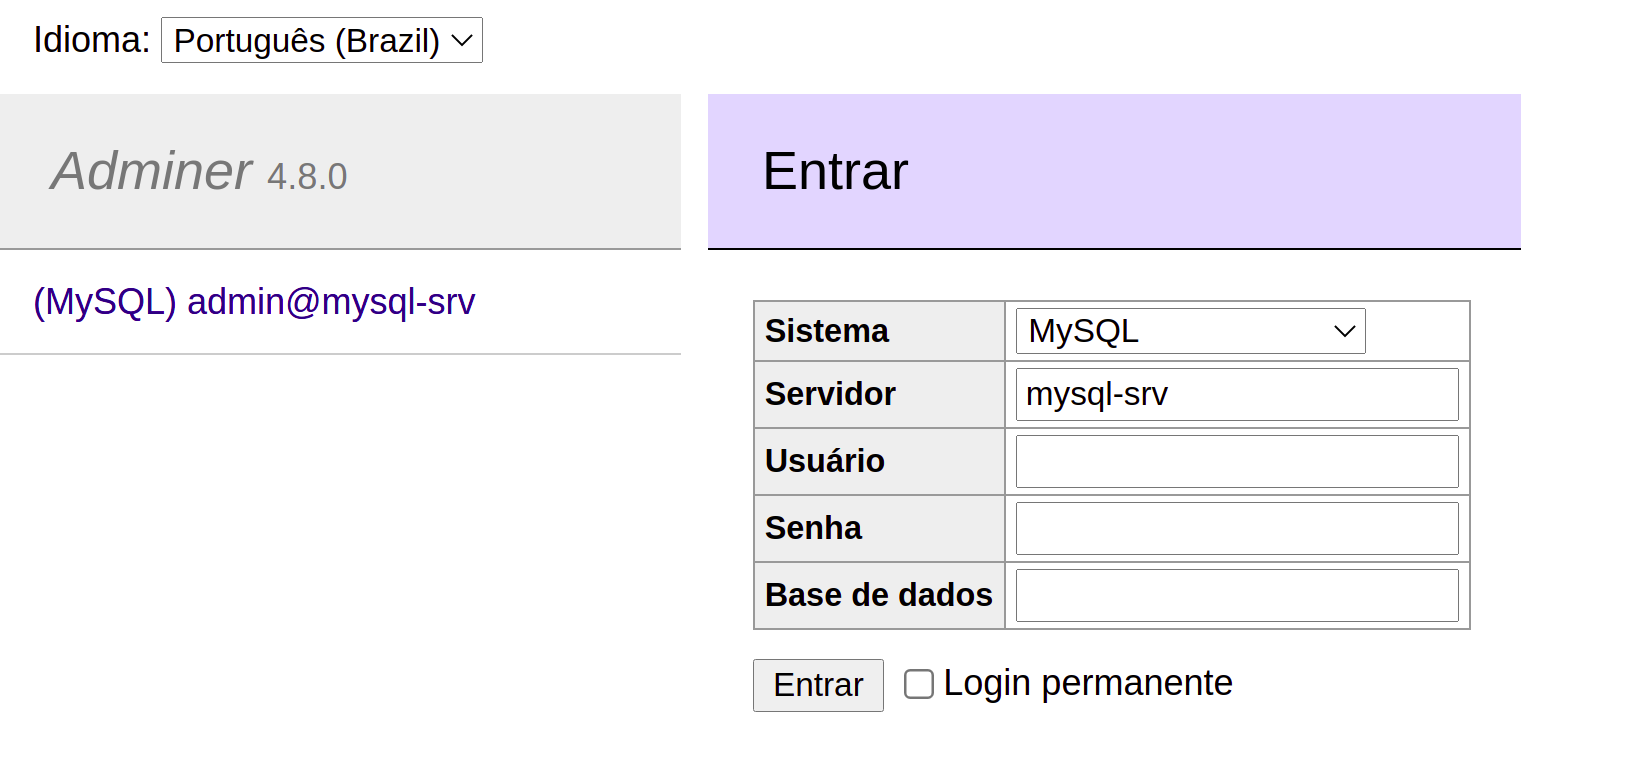 Idioma: Português (Brazil)
Adminer 4.8.0
(MySQL) admin@mysql-srv
Entrar
Sistema MySQL
Servidor mysql-srv
Usuário
Senha
Base de dados
Entrar Login permanente